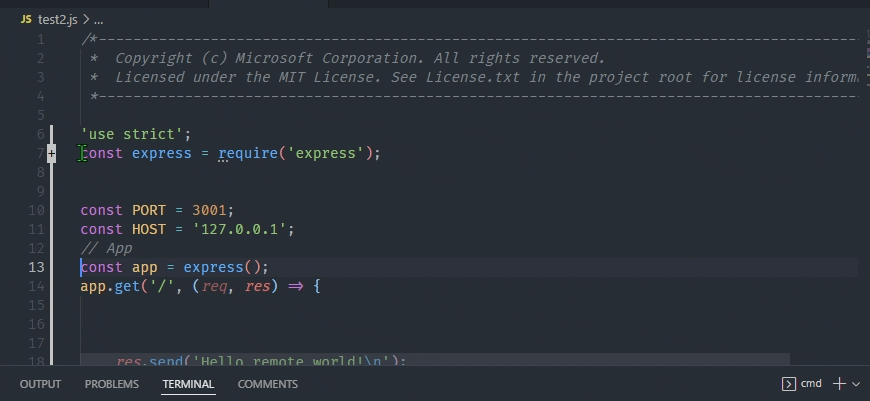 JS test2.js > ...
1 /*--------------------------------------------------------------------------------------------
2 * Copyright (c) Microsoft Corporation. All rights reserved.
3 * Licensed under the MIT License. See License.txt in the project root for license inform
4 *--------------------------------------------------------------------------------------------
5
6 'use strict';
7 const express = require('express');
8
9
10 const PORT = 3001;
11 const HOST = '127.0.0.1';
12 // App
13 const app = express();
14 app.get('/', (req, res) => {
15
16
17
18 res.send('Hello remote world!\n');
OUTPUT PROBLEMS TERMINAL COMMENTS cmd